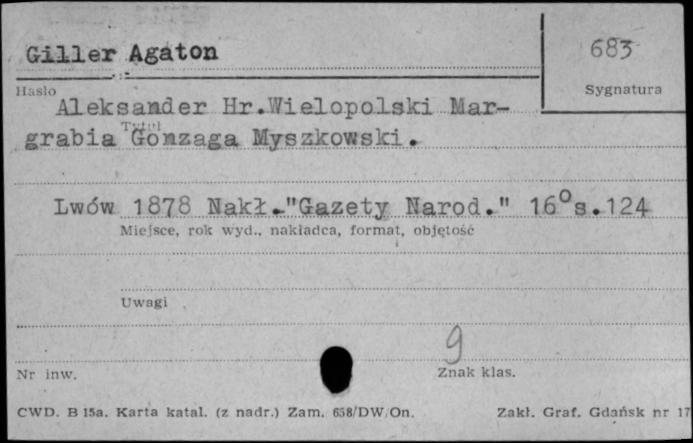 Giller Agaton
683
Hasło
Sygnatura
Aleksander Hr.Wielopolski Mar-
Tytuł
grabia Gonzaga Myszkowski.
Lwów 1878 Nakł."Gazety Narod." 16° s.124
Miejsce, rok wyd., nakładca, format, objętość
Uwagi
9
Nr inw.
Znak klas.
CWD. B 15a. Karta katal. (z nadr.) Zam. 658/DW/On.
Zakł. Graf. Gdańsk nr 17